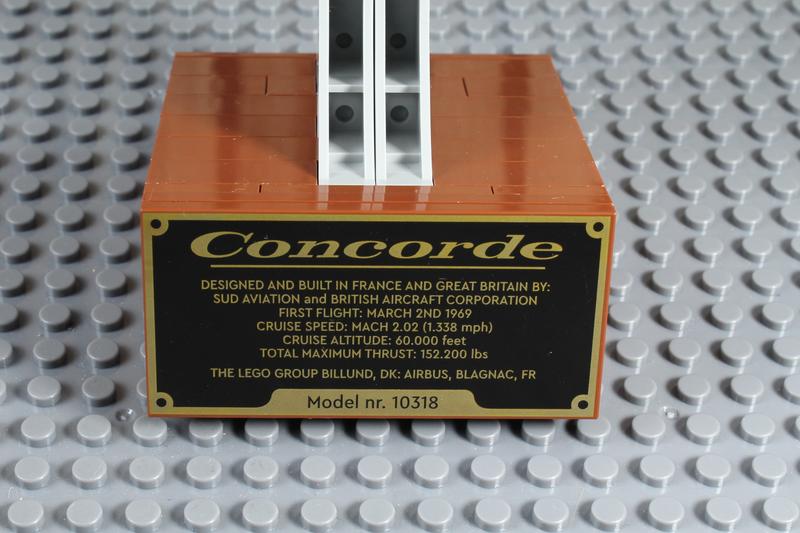 Concorde
DESIGNED AND BUILT IN FRANCE AND GREAT BRITAIN BY:
SUD AVIATION and BRITISH AIRCRAFT CORPORATION
FIRST FLIGHT: MARCH 2ND 1969
CRUISE SPEED: MACH 2.02 (1.338 mph)
CRUISE ALTITUDE: 60.000 feet
TOTAL MAXIMUM THRUST: 152.200 lbs
THE LEGO GROUP BILLUND, DK: AIRBUS, BLAGNAC, FR
Model nr. 10318